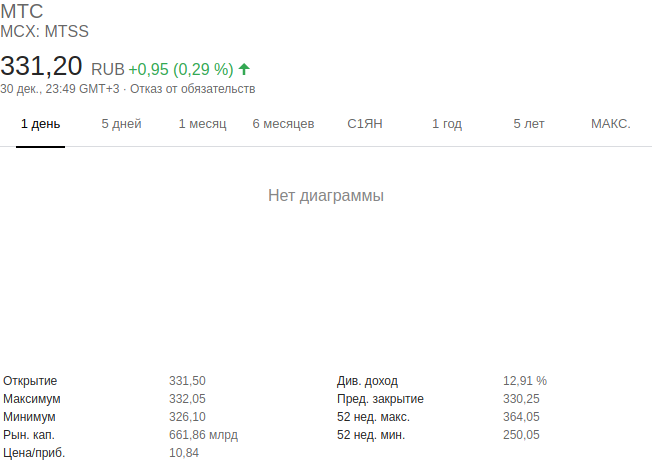 МТС
MCX: MTSS
331,20 RUB +0,95 (0,29 %)
30 дек., 23:49 GMT+3 · Отказ от обязательств
1 день 5 дней 1 месяц 6 месяцев С1ЯН 1 год 5 лет МАКС.
Нет диаграммы
Открытие 331,50 Див. доход 12,91 %
Максимум 332,05 Пред. закрытие 330,25
Минимум 326,10 52 нед. макс. 364,05
Рын. кап. 661,86 млрд 52 нед. мин. 250,05
Цена/приб. 10,84